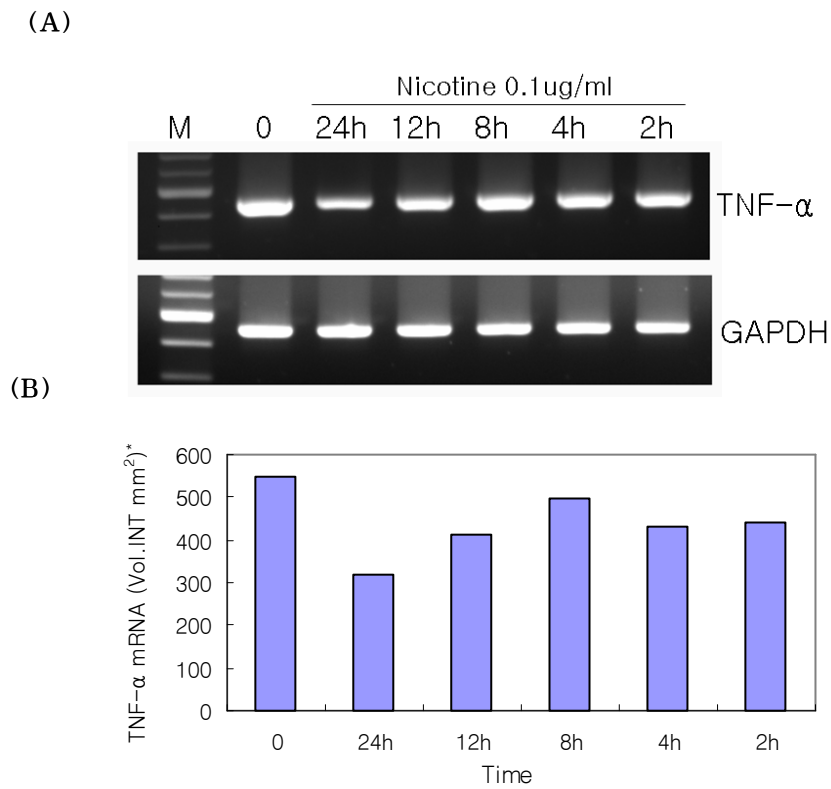 (A)
Nicotine 0.1ug/ml
M 0 24h 12h 8h 4h 2h
TNF-α
GAPDH
(B)
TNF-α mRNA (Vol.INT mm²)*
600
500
400
300
200
100
0
0 24h 12h 8h 4h 2h
Time